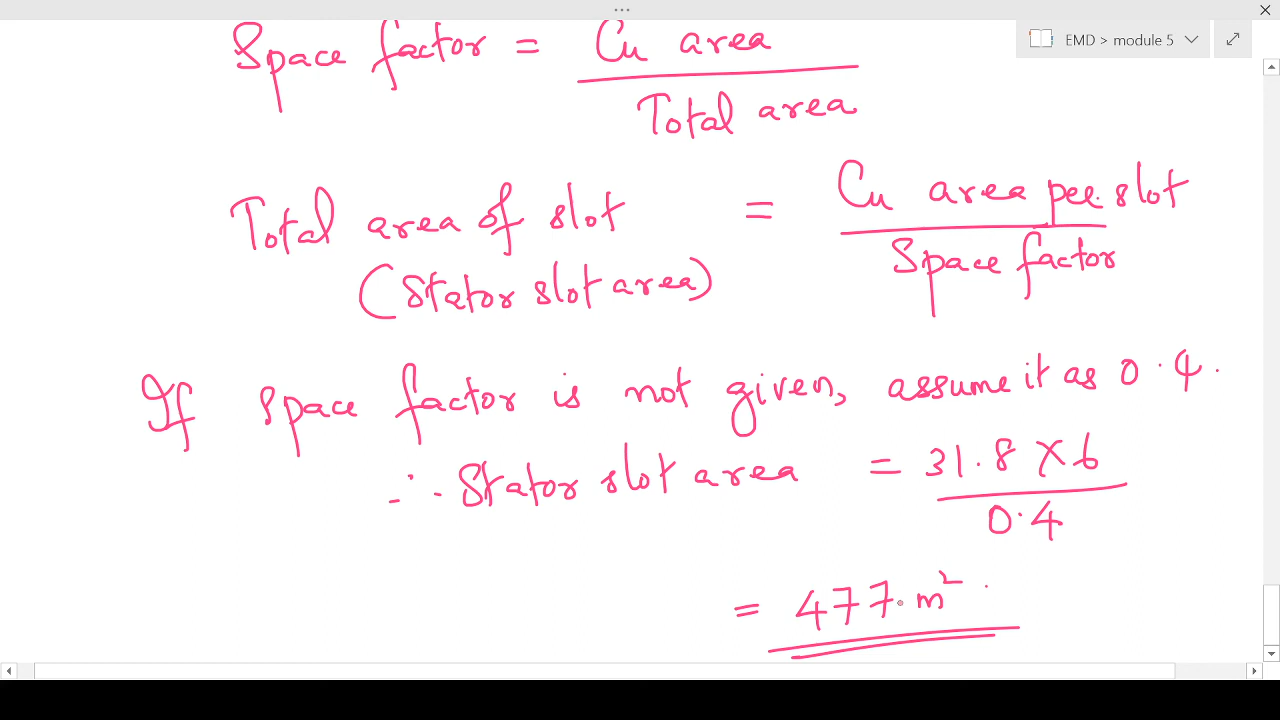 EMD > module 5
Space factor = Cu area
Total area
Total area of slot = Cu area per slot
(Stator slot area) Space factor
If space factor is not given, assume it as 0.4.
∴ Stator slot area = 31.8 × 6
0.4
= 477. m²